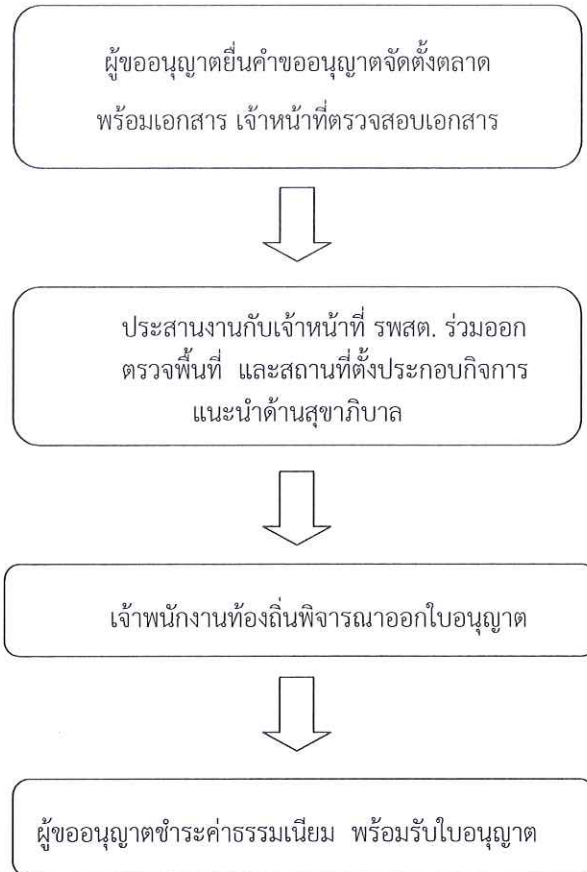 ผู้ขออนุญาตยื่นคำขออนุญาตจัดตั้งตลาด
พร้อมเอกสาร เจ้าหน้าที่ตรวจสอบเอกสาร
ประสานงานกับเจ้าหน้าที่ รพสต. ร่วมออก
ตรวจพื้นที่ และสถานที่ตั้งประกอบกิจการ
แนะนำด้านสุขาภิบาล
เจ้าพนักงานท้องถิ่นพิจารณาออกใบอนุญาต
ผู้ขออนุญาตชำระค่าธรรมเนียม พร้อมรับใบอนุญาต